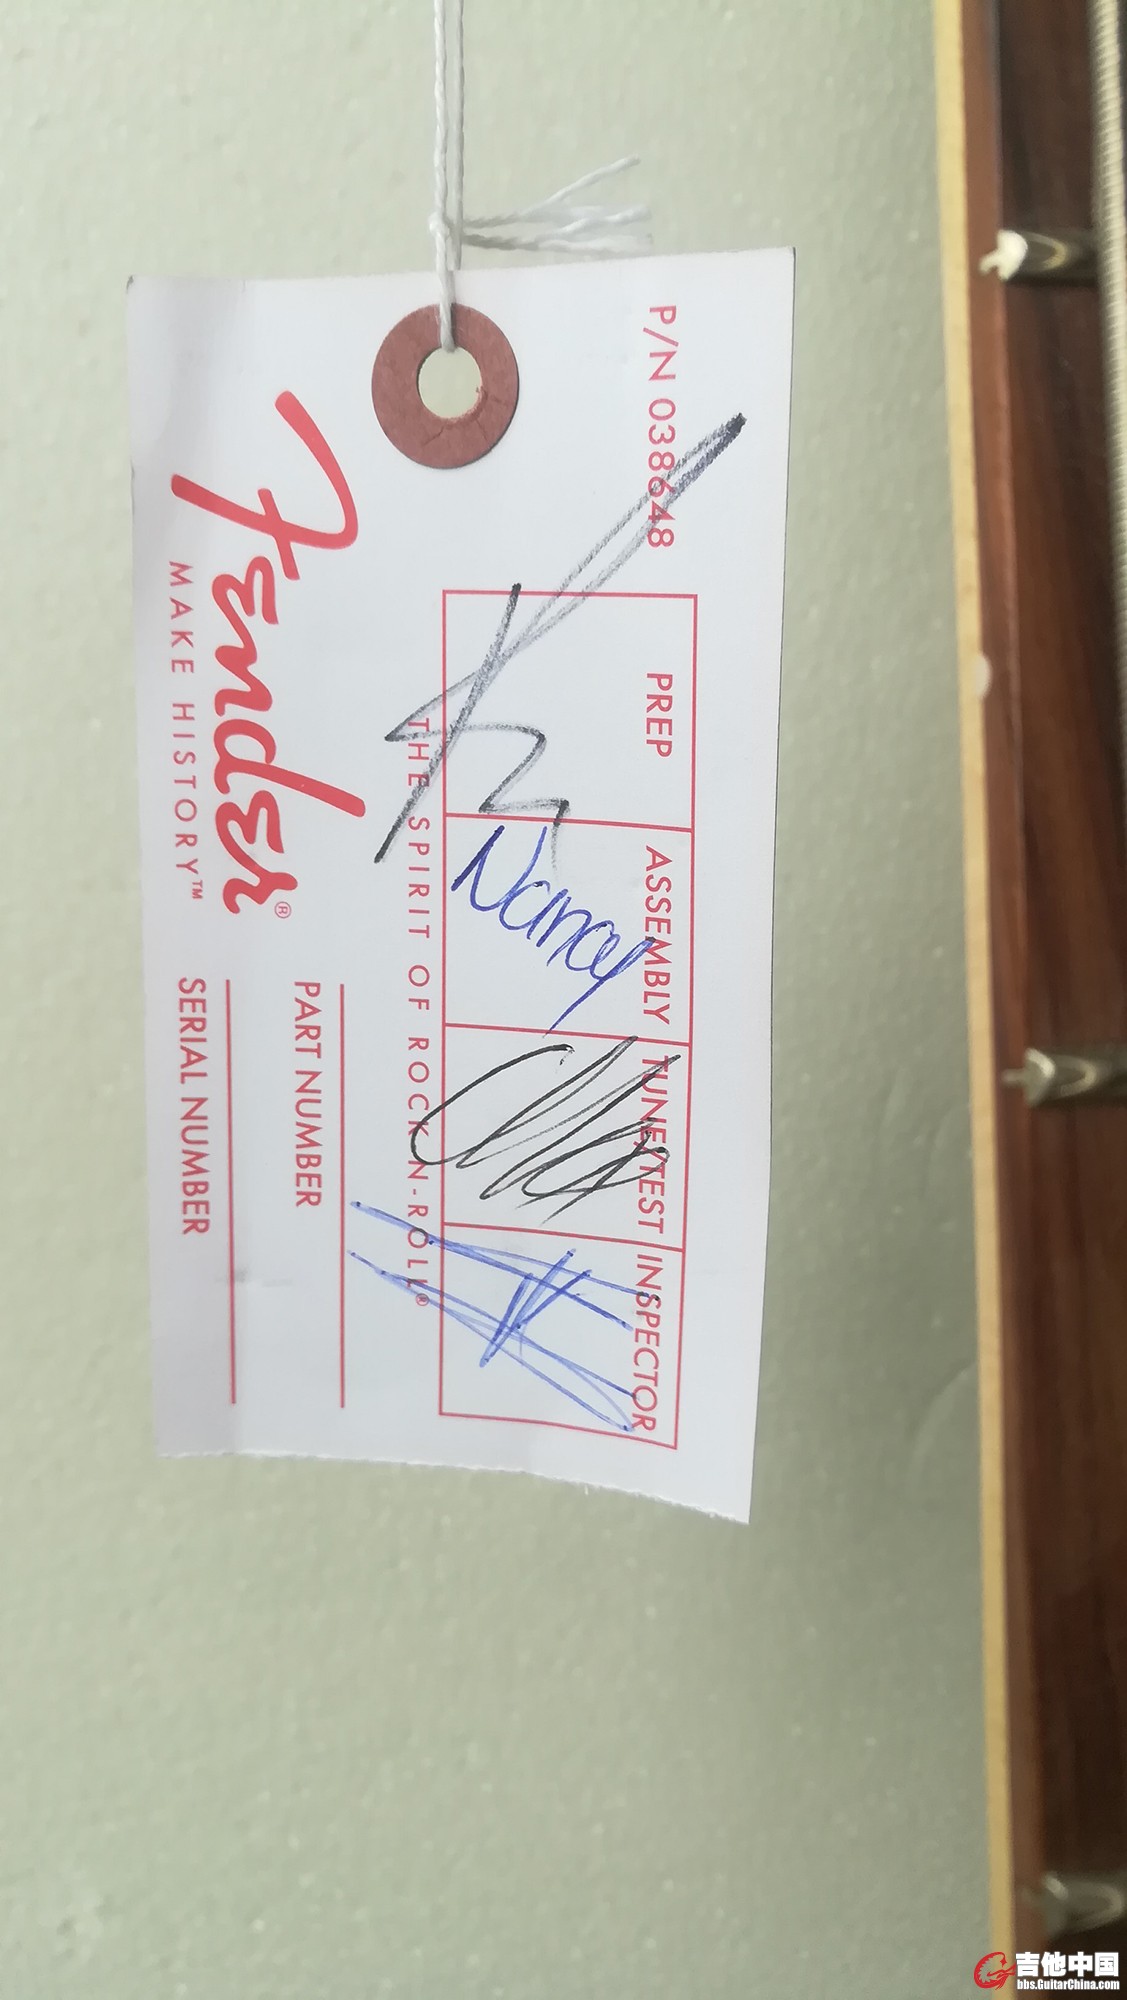 Fender®
MAKE HISTORY™
PART NUMBER
SERIAL NUMBER
THE SPIRIT OF ROCK-N-ROLL®
PREP
ASSEMBLY
TUNE/TEST
INSPECTOR
Nancy
P/N 038648
吉他中国
bbs.GuitarChina.com